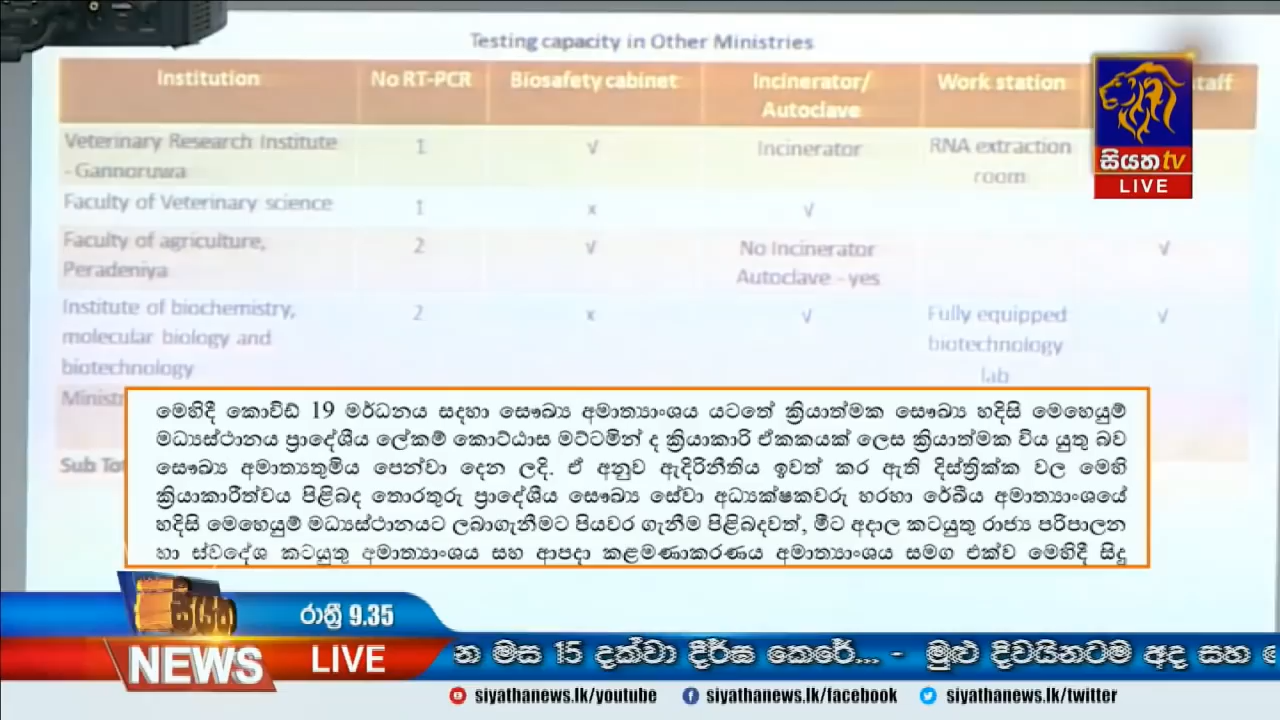 Testing capacity in Other Ministries
Institution No RT-PCR Biosafety cabinet Incinerator/ Work station
Autoclave
Veterinary Research Institute 1 √ Incinerator RNA extraction
- Gannoruwa room
Faculty of Veterinary science 1 x √
Faculty of agriculture, 2 √ No Incinerator √
Peradeniya Autoclave - yes
Institute of biochemistry, 2 x √ Fully equipped √
molecular biology and biotechnology
biotechnology lab
සියත tv
LIVE
මෙහිදී කොවිඩ් 19 මර්ධනය සදහා සෞඛ්‍ය අමාත්‍යාංශය යටතේ ක්‍රියාත්මක සෞඛ්‍ය හදිසි මෙහෙයුම්
මධ්‍යස්ථානය ප්‍රාදේශීය ලේකම් කොට්ඨාස මට්ටමින් ද ක්‍රියාකාරි ඒකකයක් ලෙස ක්‍රියාත්මක විය යුතු බව
සෞඛ්‍ය අමාත්‍යතුමිය පෙන්වා දෙන ලදි. ඒ අනුව ඇදිරිනීතිය ඉවත් කර ඇති දිස්ත්‍රික්ක වල මෙහි
ක්‍රියාකාරීත්වය පිළිබද තොරතුරු ප්‍රාදේශීය සෞඛ්‍ය සේවා අධ්‍යක්ෂකවරු හරහා රේඛීය අමාත්‍යාංශයේ
හදිසි මෙහෙයුම් මධ්‍යස්ථානයට ලබාගැනීමට පියවර ගැනීම පිළිබදවත්, මීට අදාල කටයුතු රාජ්‍ය පරිපාලන
හා ස්වදේශ කටයුතු අමාත්‍යාංශය සහ ආපදා කළමණාකරණය අමාත්‍යාංශය සමග එක්ව මෙහිදී සිදු
සියත
රාත්‍රී 9.35
NEWS LIVE
න මස 15 දක්වා දීර්ඝ කෙරේ... - මුළු දිවයිනටම අද සහ
siyathanews.lk/youtube siyathanews.lk/facebook siyathanews.lk/twitter